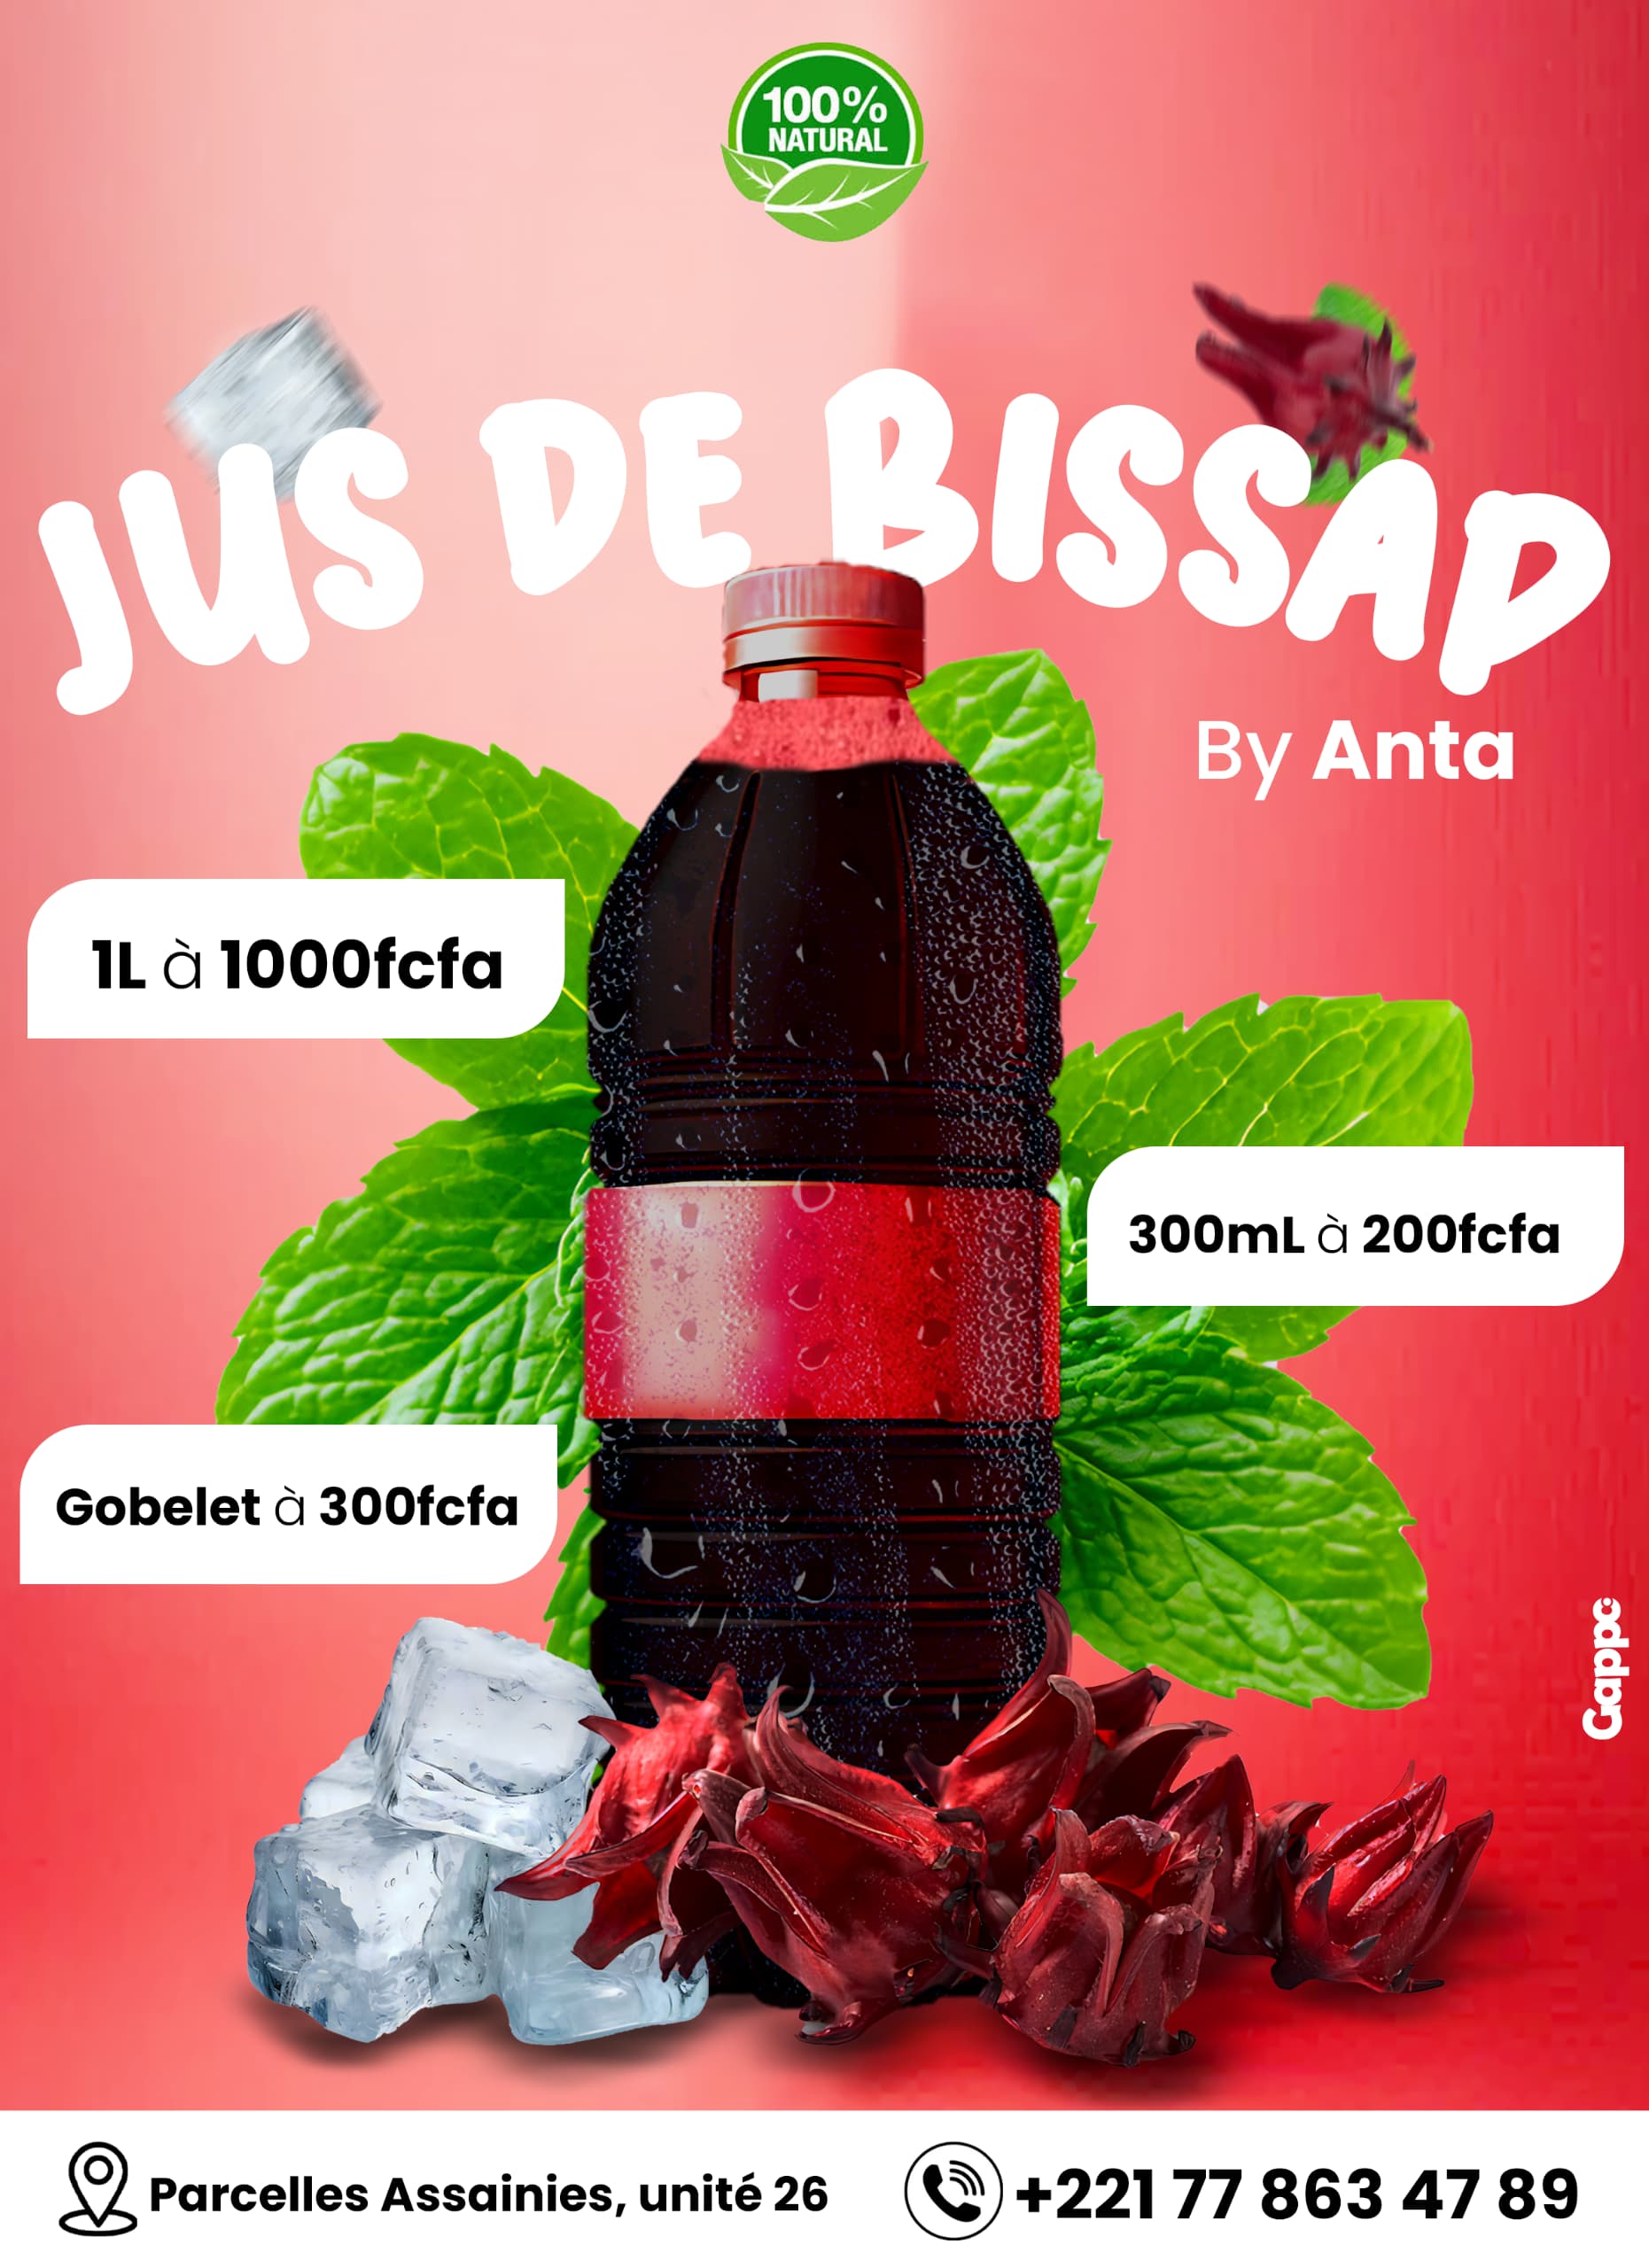 100%
NATURAL
JUS DE BISSAP
By Anta
1L à 1000fcfa
300mL à 200fcfa
Gobelet à 300fcfa
Gappc
Parcelles Assainies, unité 26
+221 77 863 47 89